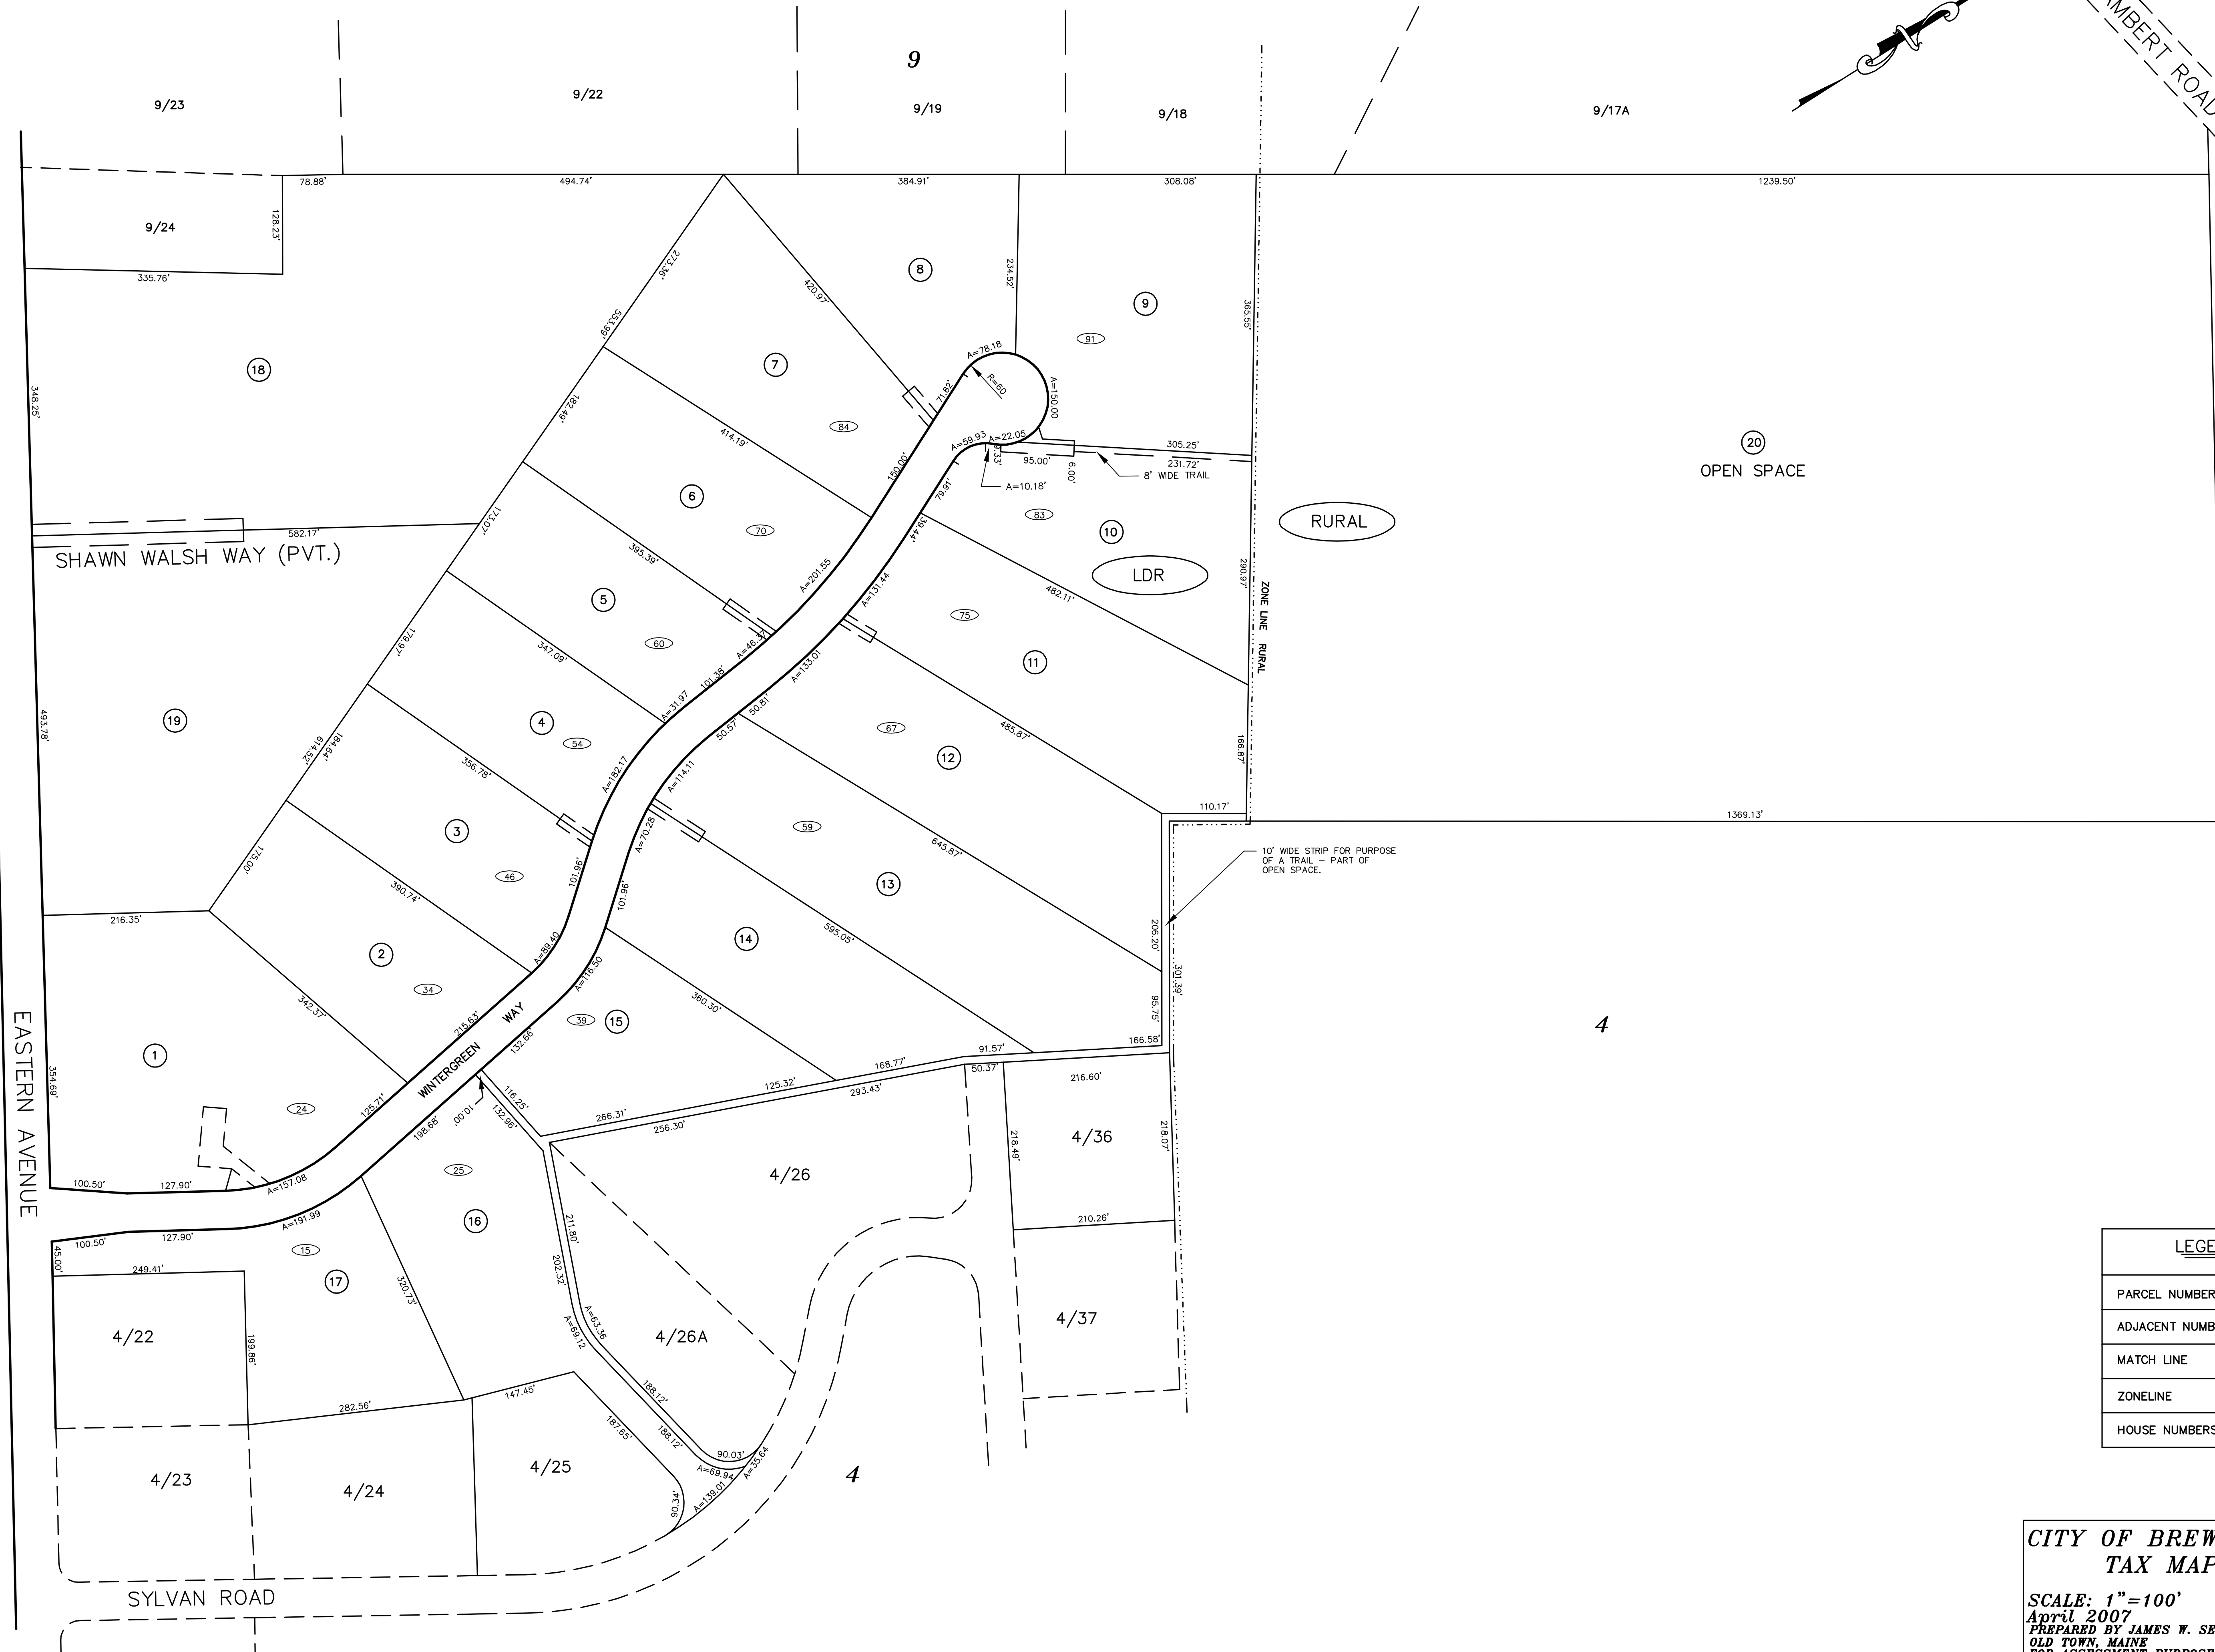 9
9/23
9/22
9/19
9/18
9/17A
ROAD
78.88'
494.74'
384.91'
308.08'
1239.50'
9/24
128.23'
335.76'
273.36'
553.99'
420.97'
8
234.52'
9
365.55'
91
18
348.25'
7
84
414.19'
182.49'
A=78.18
R=60
71.82'
A=150.00
A=59.93
A=22.05
9.33'
95.00'
6.00'
305.25'
231.72'
8' WIDE TRAIL
A=10.18'
20
OPEN SPACE
RURAL
LDR
150.00'
79.91'
39.44'
83
10
6
70
395.39'
173.07'
582.17'
SHAWN WALSH WAY (PVT.)
290.97'
ZONE LINE RURAL
482.11'
A=201.55
A=131.44
5
60
347.09'
179.97'
75
11
A=46.37
A=133.01
101.38'
A=31.97
50.81'
50.57'
19
493.78'
4
54
356.78'
184.64'
614.52'
67
12
485.87'
166.87'
A=182.17
A=114.11
110.17'
1369.13'
3
46
390.74'
175.00'
A=70.28
59
645.87'
13
10' WIDE STRIP FOR PURPOSE
OF A TRAIL – PART OF
OPEN SPACE.
101.96'
101.96'
216.35'
2
34
342.37'
A=89.40
A=116.50
14
595.05'
206.20'
301.39'
95.75'
4
215.63'
WINTERGREEN WAY
132.66'
39
15
360.30'
EASTERN AVENUE
1
354.69'
24
125.71'
198.68'
10.00'
116.25'
132.96'
266.31'
256.30'
125.32'
293.43'
168.77'
91.57'
50.37'
166.58'
216.60'
4/36
218.49'
218.07'
4/26
100.50'
127.90'
A=157.08
A=191.99
25
16
211.80'
202.32'
210.26'
45.00'
100.50'
127.90'
15
249.41'
17
320.73'
4/22
199.86'
A=63.36
A=69.12
4/26A
4/37
282.56'
147.45'
188.12'
188.12'
187.65'
90.03'
A=69.94
A=35.64
A=139.01
90.34'
4/23
4/24
4/25
4
SYLVAN ROAD
PARCEL NUMBER
MATCH LINE
ZONELINE
HOUSE NUMBERS
CITY OF
TAX MAP
SCALE: 1"=100'
April 2007
PREPARED BY JAMES W.
OLD TOWN, MAINE